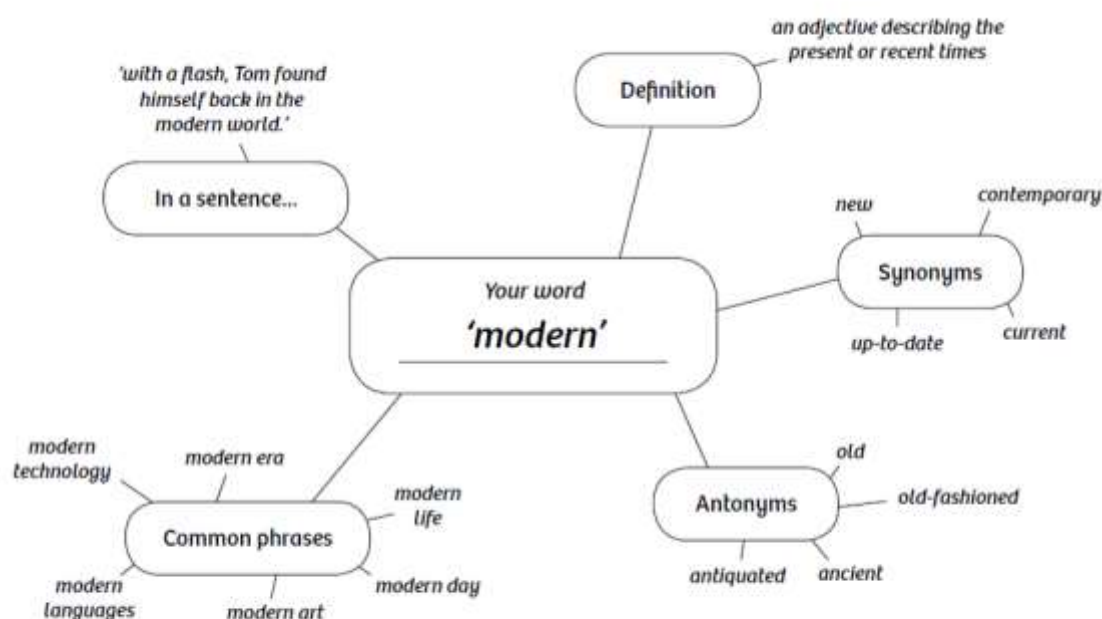 an adjective describing the
present or recent times
Definition
‘with a flash, Tom found
himself back in the
modern world.’
In a sentence...
new
contemporary
Synonyms
up-to-date
current
Your word
‘modern’
modern
technology
modern era
modern
life
Common phrases
modern
languages
modern art
modern day
old
old-fashioned
Antonyms
antiquated
ancient